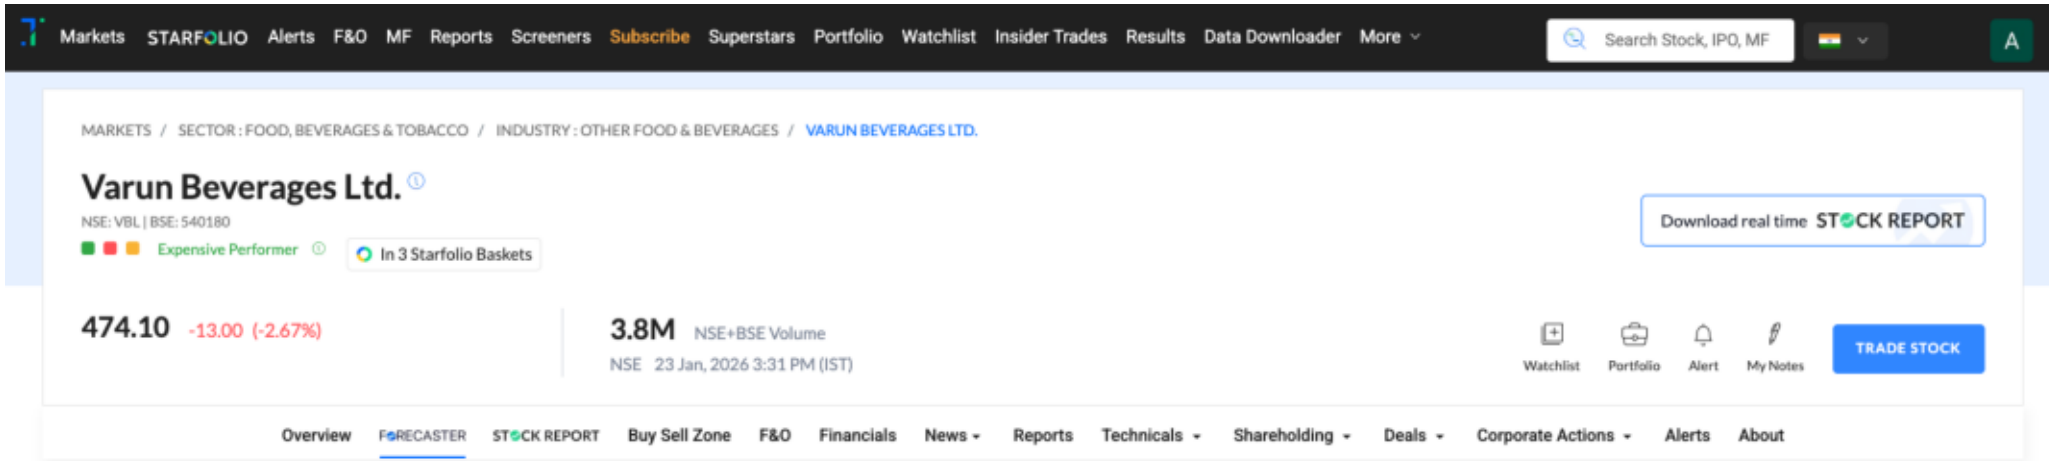 Markets STARFOLIO Alerts F&O MF Reports Screeners Subscribe Superstars Portfolio Watchlist Insider Trades Results Data Downloader More Search Stock, IPO, MF A
MARKETS / SECTOR : FOOD, BEVERAGES & TOBACCO / INDUSTRY : OTHER FOOD & BEVERAGES / VARUN BEVERAGES LTD.
Varun Beverages Ltd.
NSE: VBL | BSE: 540180
Download real time STOCK REPORT
Expensive Performer In 3 Starfolio Baskets
474.10 -13.00 (-2.67%) 3.8M NSE+BSE Volume
NSE 23 Jan, 2026 3:31 PM (IST)
Watchlist Portfolio Alert My Notes TRADE STOCK
Overview FORECASTER STOCK REPORT Buy Sell Zone F&O Financials News Reports Technicals Shareholding Deals Corporate Actions Alerts About